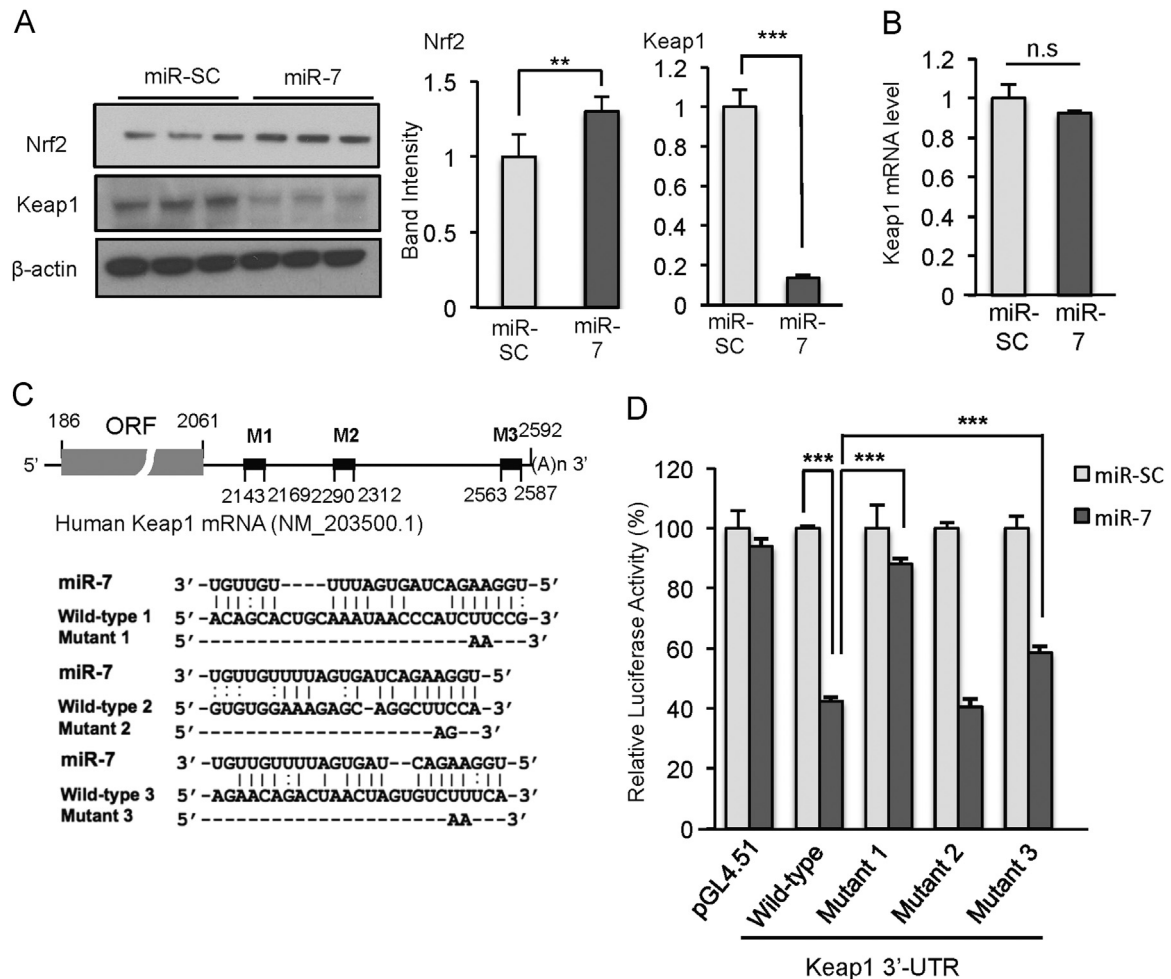 A
miR-SC miR-7
Nrf2
Keap1
β-actin
Nrf2
**
Band Intensity
1.5
1
0.5
0
miR-
SC
miR-
7
Keap1
***
1.2
1
0.8
0.6
0.4
0.2
0
miR-
SC
miR-
7
B
n.s
Keap1 mRNA level
1.2
1
0.8
0.6
0.4
0.2
0
miR-
SC
miR-
7
C
186 ORF 2061
M1 M2 M3 2592
5' (A)n 3'
2143 2169 2290 2312 2563 2587
Human Keap1 mRNA (NM_203500.1)
miR-7 3'-UGUUGU----UUUAGUGAUCAGAAGGU-5'
Wild-type 1 5'-ACAGCACUGCAAAUAACCCAUCUUCCG-3'
Mutant 1 5'----------------------AA----3'
miR-7 3'-UGUUGUUUUAGUGAUCAGAAGGU-5'
Wild-type 2 5'-GUGUGGAAAGAGC-AGGCUUCCA-3'
Mutant 2 5'--------------------AG---3'
miR-7 3'-UGUUGUUUUAGUGAU--CAGAAGGU-5'
Wild-type 3 5'-AGAACAGACUAACUAGUGUCUUUCA-3'
Mutant 3 5'---------------------AA----3'
D
***
*** ***
miR-SC
miR-7
Relative Luciferase Activity (%)
120
100
80
60
40
20
0
pGL4.51
Wild-type
Mutant 1
Mutant 2
Mutant 3
Keap1 3'-UTR